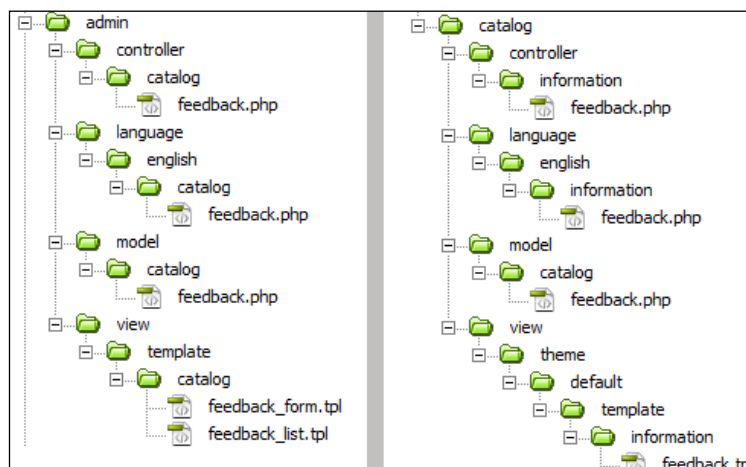 admin
controller
catalog
feedback.php
language
english
catalog
feedback.php
model
catalog
feedback.php
view
template
catalog
feedback_form.tpl
feedback_list.tpl
catalog
controller
information
feedback.php
language
english
information
feedback.php
model
catalog
feedback.php
view
theme
default
template
information